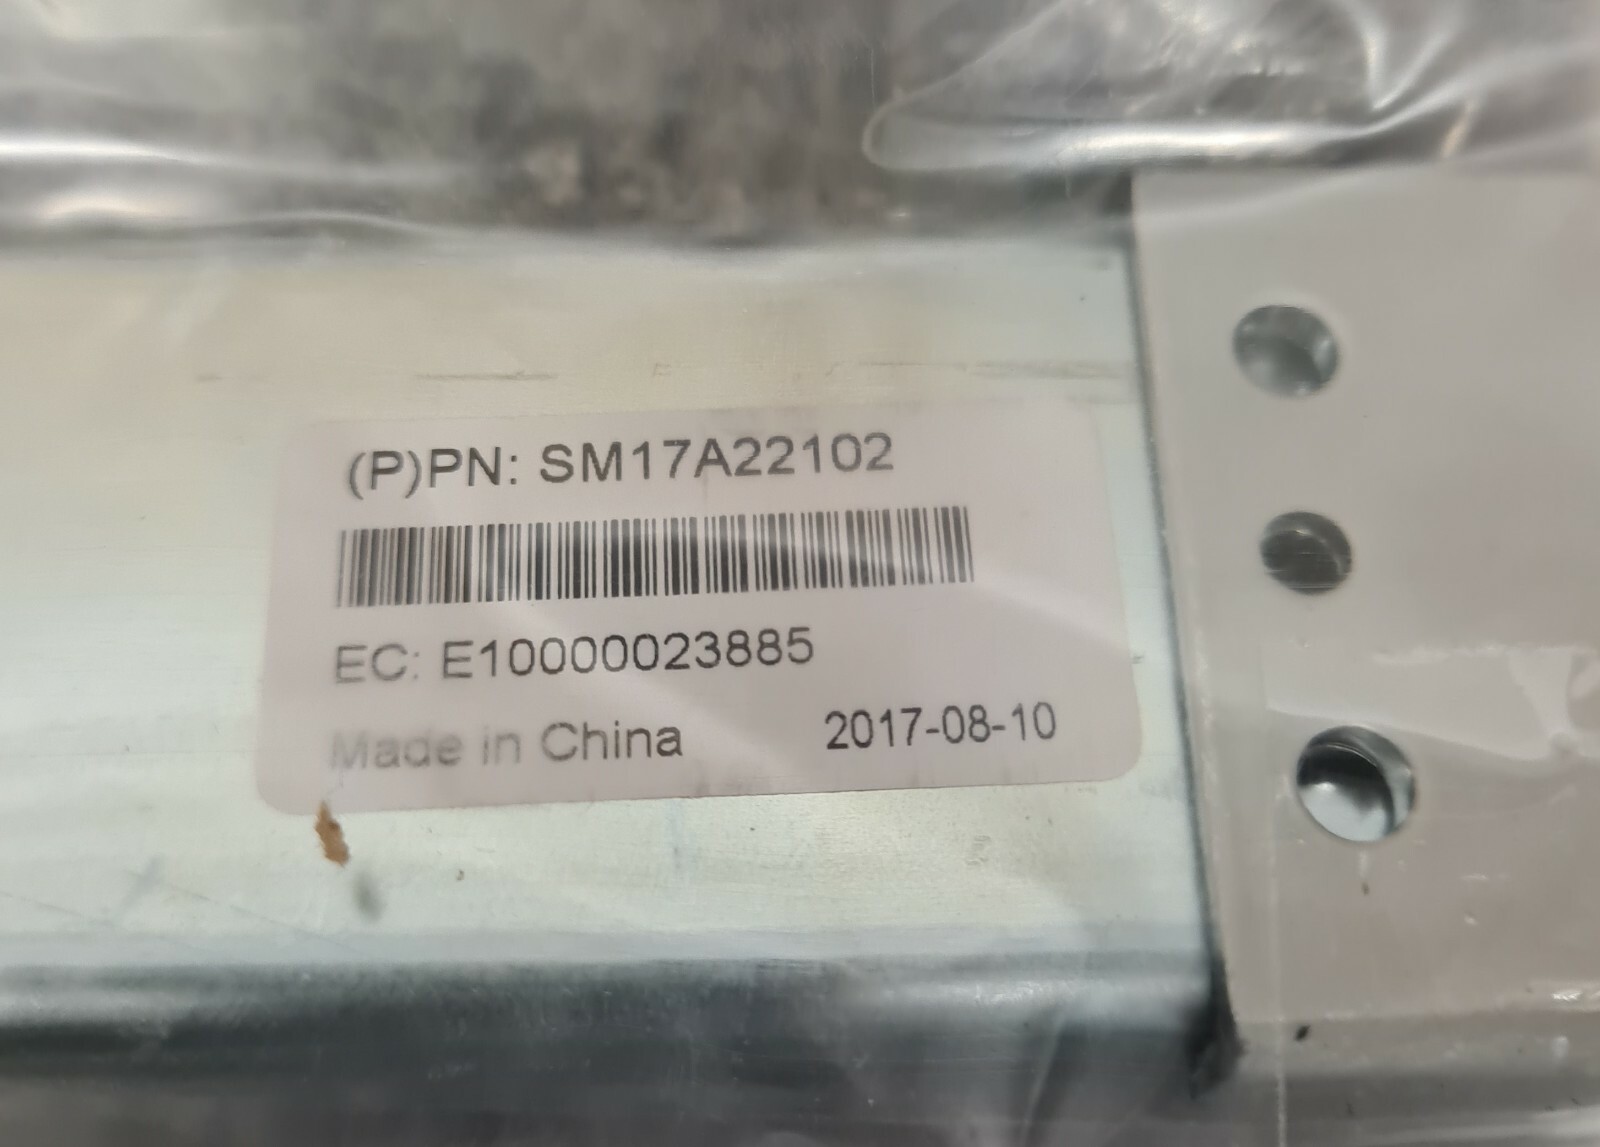 (P)PN: SM17A22102
EC: E10000023885
Made in China 2017-08-10